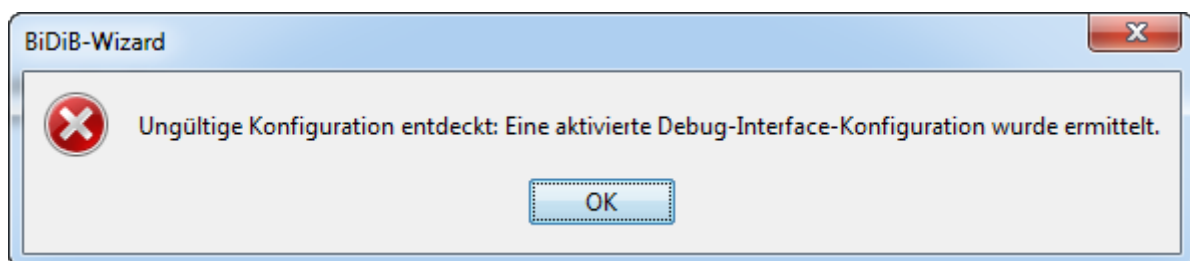 BiDiB-Wizard
Ungültige Konfiguration entdeckt: Eine aktivierte Debug-Interface-Konfiguration wurde ermittelt.
OK